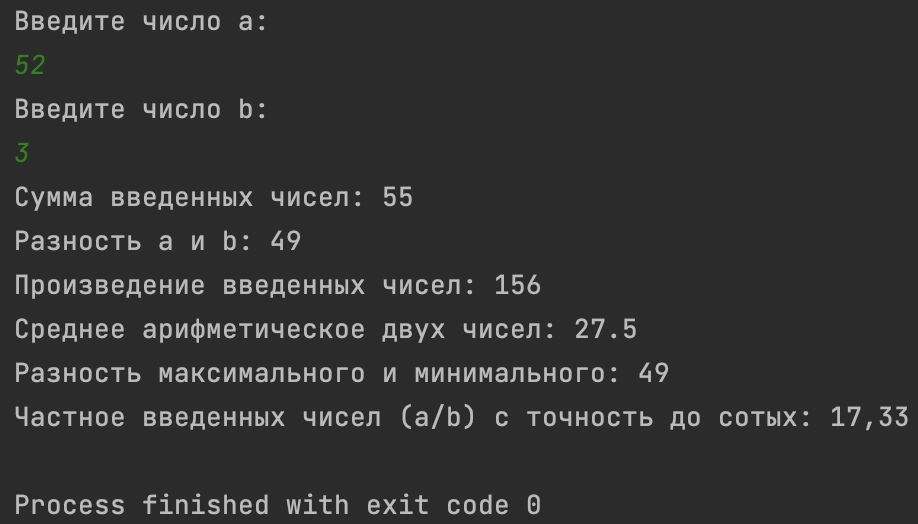 Введите число a:
52
Введите число b:
3
Сумма введенных чисел: 55
Разность a и b: 49
Произведение введенных чисел: 156
Среднее арифметическое двух чисел: 27.5
Разность максимального и минимального: 49
Частное введенных чисел (a/b) с точность до сотых: 17,33
Process finished with exit code 0